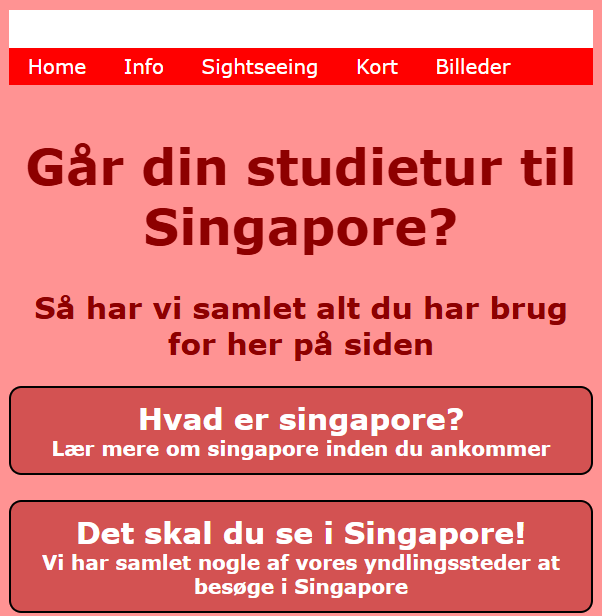 Home Info Sightseeing Kort Billeder
Går din studietur til
Singapore?
Så har vi samlet alt du har brug
for her på siden
Hvad er singapore?
Lær mere om singapore inden du ankommer
Det skal du se i Singapore!
Vi har samlet nogle af vores yndlingssteder at
besøge i Singapore